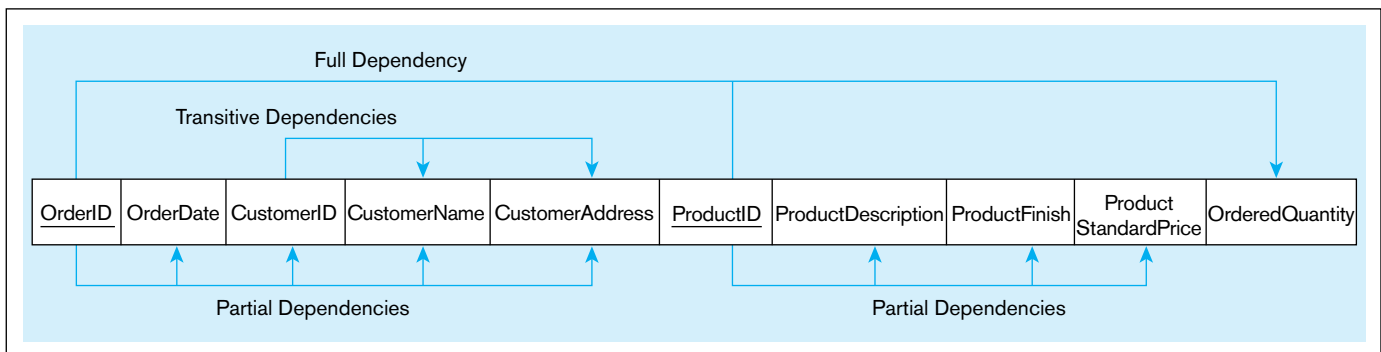 Full Dependency
Transitive Dependencies
OrderID OrderDate CustomerID CustomerName CustomerAddress ProductID ProductDescription ProductFinish Product StandardPrice OrderedQuantity
Partial Dependencies Partial Dependencies